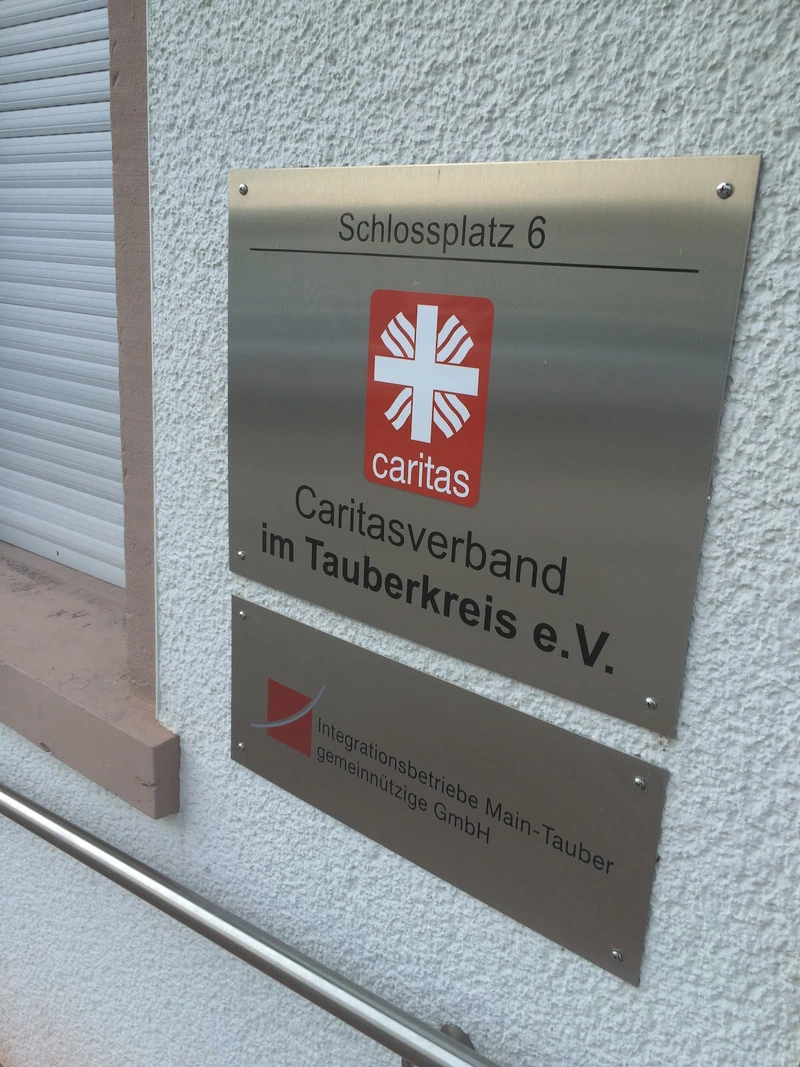 Schlossplatz 6
caritas
Caritasverband
im Tauberkreis e.V.
Integrationsbetriebe Main-Tauber
gemeinnützige GmbH